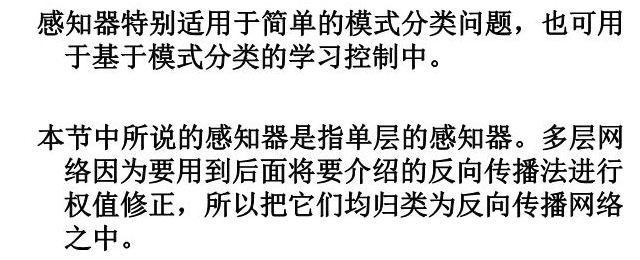 感知器特别适用于简单的模式分类问题，也可用
于基于模式分类的学习控制中。
本节中所说的感知器是指单层的感知器。多层网
络因为要用到后面将要介绍的反向传播法进行
权值修正，所以把它们均归类为反向传播网络
之中。